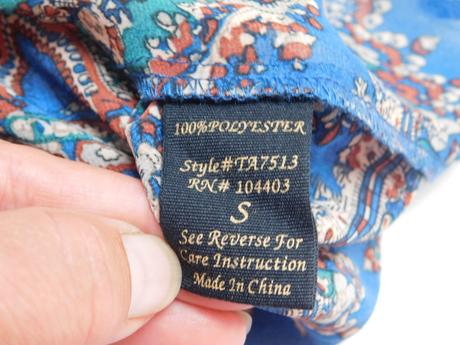 100%POLYESTER
Style#TA7513
RN# 104403
S
See Reverse For
Care Instruction
Made In China